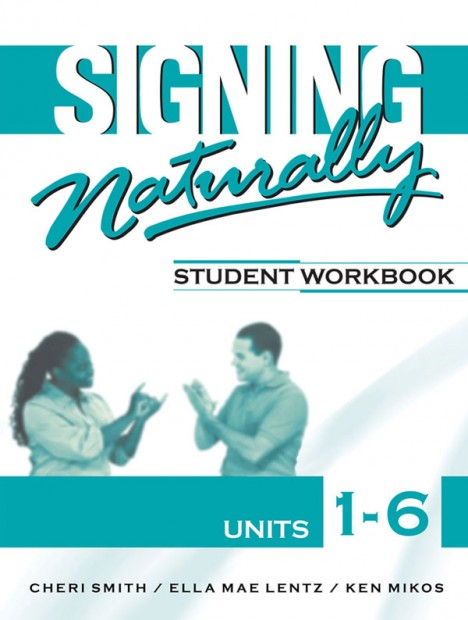 SIGNING
Naturally
STUDENT WORKBOOK
UNITS 1-6
CHERI SMITH / ELLA MAE LENTZ / KEN MIKOS